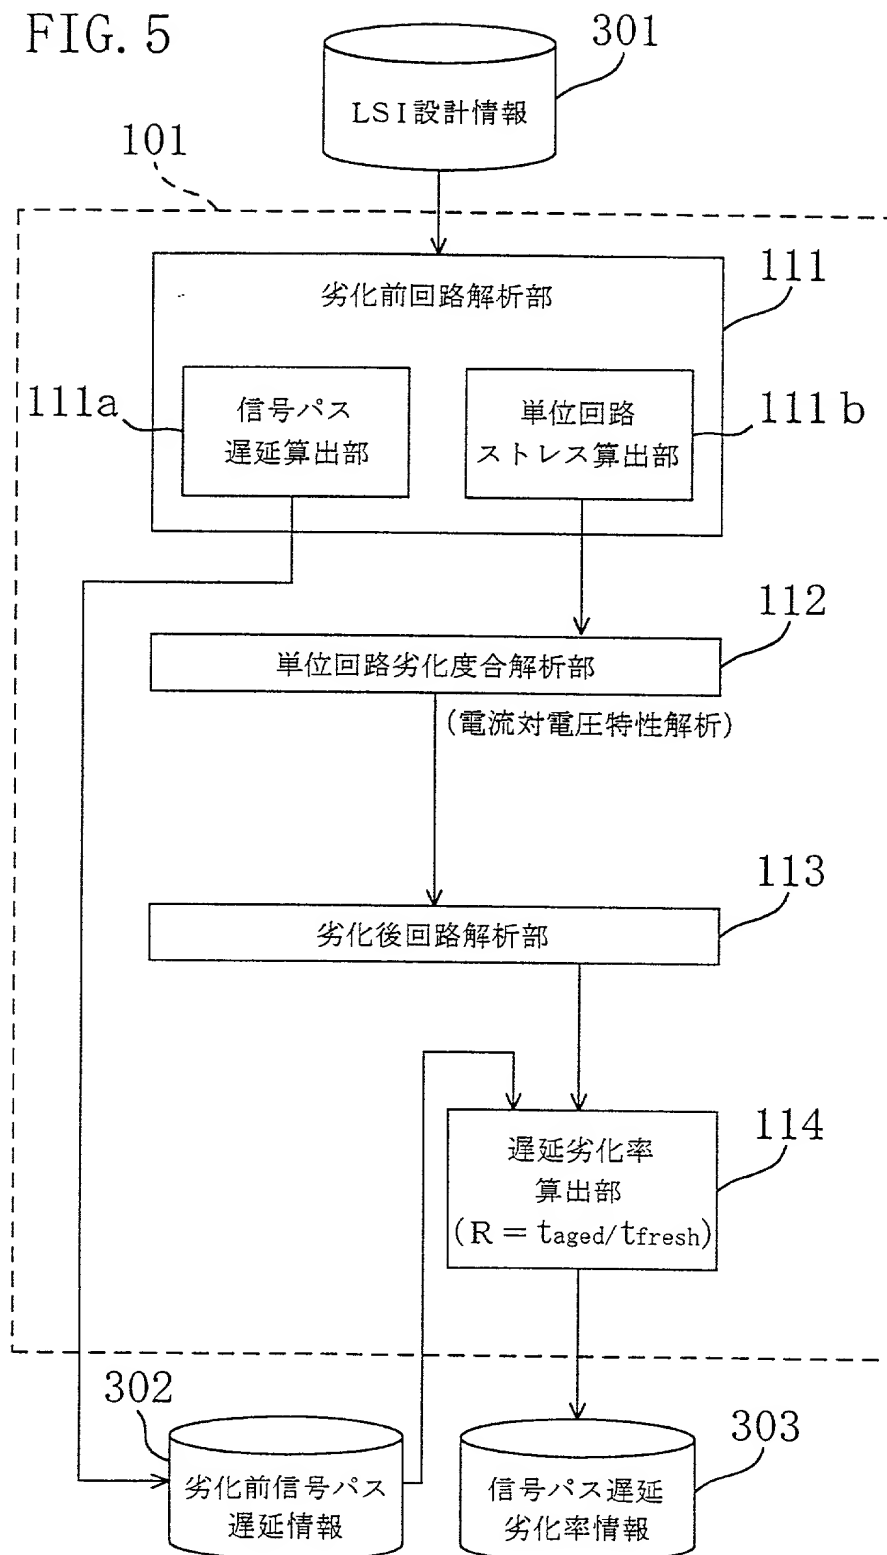 FIG. 5
301
LSI設計情報
101
111
劣化前回路解析部
111a
信号パス
遅延算出部
単位回路
ストレス算出部
111b
112
単位回路劣化度合解析部
(電流対電圧特性解析)
113
劣化後回路解析部
114
遅延劣化率
算出部
(R=taged/tfresh)
302
劣化前信号パス
遅延情報
303
信号パス遅延
劣化率情報